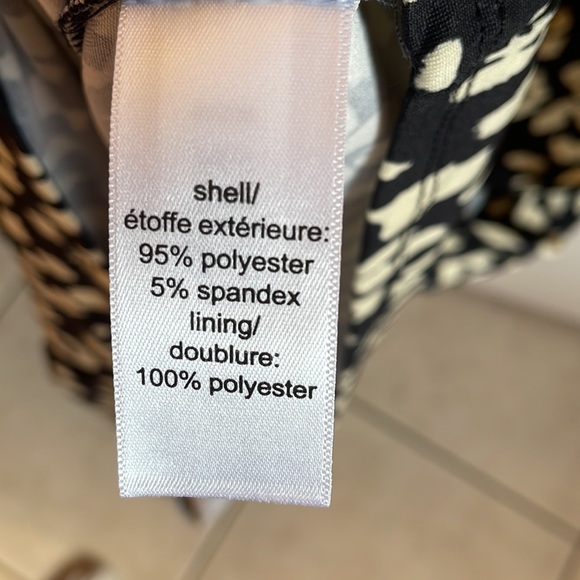 shell/
étoffe extérieure:
95% polyester
5% spandex
lining/
doublure:
100% polyester